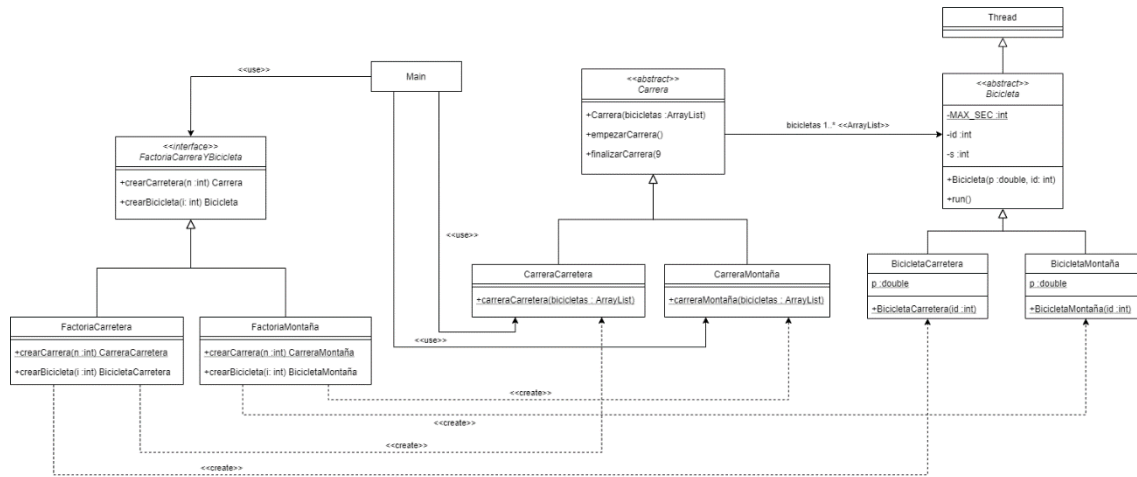 Thread
<<use>>
Main
<<abstract>>
Carrera
+Carrera(bicicletas :ArrayList)
+empezarCarrera()
+finalizarCarrera(9
bicicletas 1..* <<ArrayList>>
<<abstract>>
Bicicleta
-MAX_SEC :int
-id :int
-s :int
+Bicicleta(p :double, id: int)
+run()
<<interface>>
FactoriaCarreraYBicicleta
+crearCarretera(n :int) Carrera
+crearBicicleta(i: int) Bicicleta
<<use>>
CarreraCarretera
+carreraCarretera(bicicletas : ArrayList)
CarreraMontaña
+carreraMontaña(bicicletas : ArrayList)
BicicletaCarretera
p :double
+BicicletaCarretera(id :int)
BicicletaMontaña
p :double
+BicicletaMontaña(id :int)
FactoriaCarretera
+crearCarrera(n :int) CarreraCarretera
+crearBicicleta(i :int) BicicletaCarretera
FactoriaMontaña
+crearCarrera(n :int) CarreraMontaña
+crearBicicleta(i: int) BicicletaMontaña
<<use>>
<<create>>
<<create>>
<<create>>
<<create>>